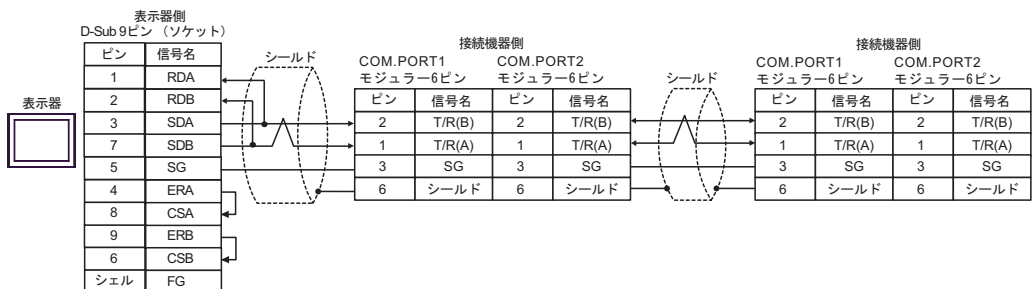 表示器側
D-Sub 9ピン (ソケット)
ピン 信号名
1 RDA
2 RDB
3 SDA
7 SDB
5 SG
4 ERA
8 CSA
9 ERB
6 CSB
シェル FG
表示器
シールド
接続機器側
COM.PORT1 COM.PORT2
モジュラー6ピン モジュラー6ピン
ピン 信号名 ピン 信号名
2 T/R(B) 2 T/R(B)
1 T/R(A) 1 T/R(A)
3 SG 3 SG
6 シールド 6 シールド
シールド
接続機器側
COM.PORT1 COM.PORT2
モジュラー6ピン モジュラー6ピン
ピン 信号名 ピン 信号名
2 T/R(B) 2 T/R(B)
1 T/R(A) 1 T/R(A)
3 SG 3 SG
6 シールド 6 シールド